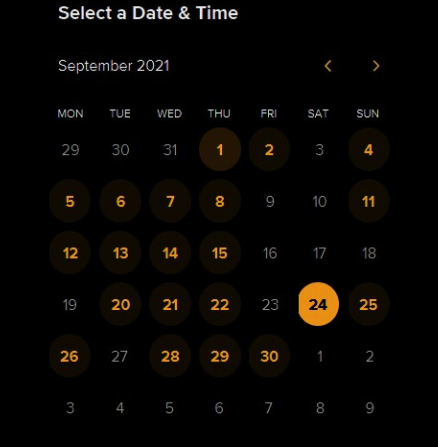 Select a Date & Time
September 2021
MON TUE WED THU FRI SAT SUN
29 30 31 1 2 3 4
5 6 7 8 9 10 11
12 13 14 15 16 17 18
19 20 21 22 23 24 25
26 27 28 29 30 1 2
3 4 5 6 7 8 9